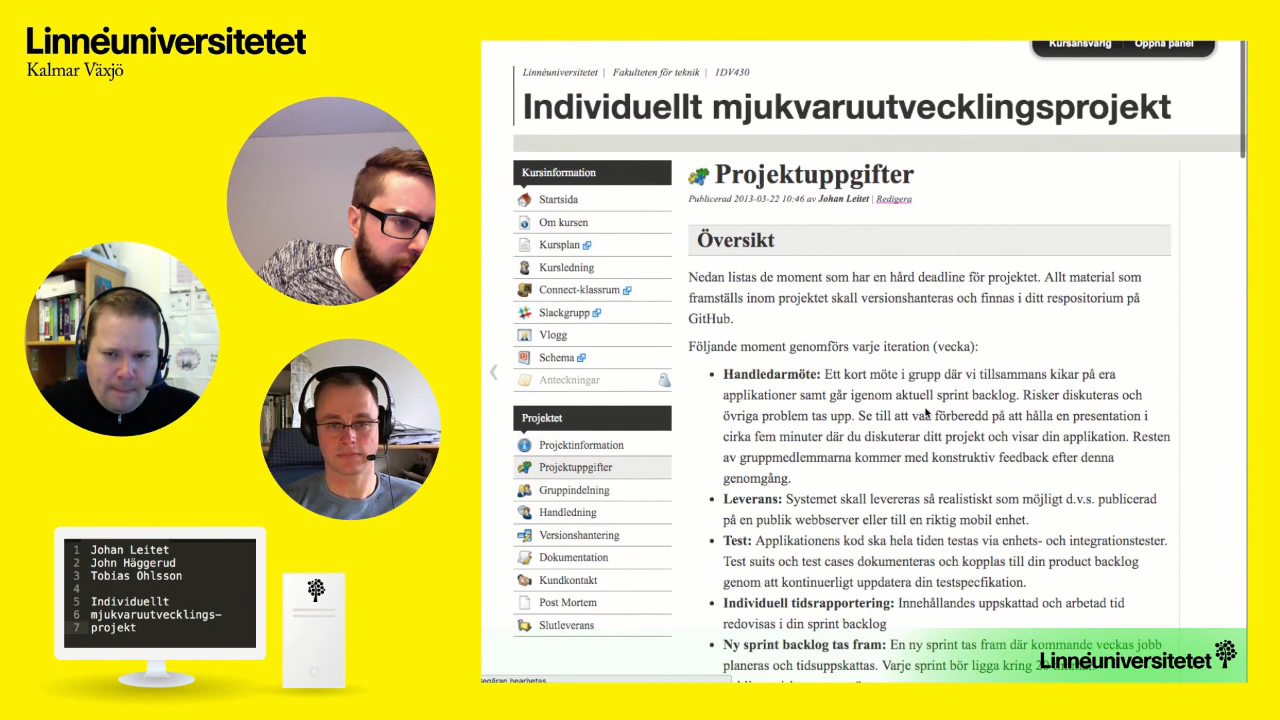 Linnéuniversitetet
Kalmar Växjö
1 Johan Leitet
2 John Häggerud
3 Tobias Ohlsson
4
5 Individuellt
6 mjukvaruutvecklings-
7 projekt
Kursansvarig Öppna panel
Linnéuniversitetet | Fakulteten för teknik | 1DV430
Individuellt mjukvaruutvecklingsprojekt
Kursinformation
Startsida
Om kursen
Kursplan
Kursledning
Connect-klassrum
Slackgrupp
Vlogg
Schema
Anteckningar
Projektet
Projektinformation
Projektuppgifter
Gruppindelning
Handledning
Versionshantering
Dokumentation
Kundkontakt
Post Mortem
Slutleverans
Projektuppgifter
Publicerad 2013-03-22 10:46 av Johan Leitet | Redigera
Översikt
Nedan listas de moment som har en hård deadline för projektet. Allt material som
framställs inom projektet skall versionshanteras och finnas i ditt respositorium på
GitHub.
Följande moment genomförs varje iteration (vecka):
• Handledarmöte: Ett kort möte i grupp där vi tillsammans kikar på era
applikationer samt går igenom aktuell sprint backlog. Risker diskuteras och
övriga problem tas upp. Se till att vara förberedd på att hålla en presentation i
cirka fem minuter där du diskuterar ditt projekt och visar din applikation. Resten
av gruppmedlemmarna kommer med konstruktiv feedback efter denna
genomgång.
• Leverans: Systemet skall levereras så realistiskt som möjligt d.v.s. publicerad
på en publik webbserver eller till en riktig mobil enhet.
• Test: Applikationens kod ska hela tiden testas via enhets- och integrationstester.
Test suits och test cases dokumenteras och kopplas till din product backlog
genom att kontinuerligt uppdatera din testspecfikation.
• Individuell tidsrapportering: Innehållandes uppskattad och arbetad tid
redovisas i din sprint backlog
• Ny sprint backlog tas fram: En ny sprint tas fram där kommande veckas jobb
planeras och tidsuppskattas. Varje sprint bör ligga kring
Linnéuniversitetet